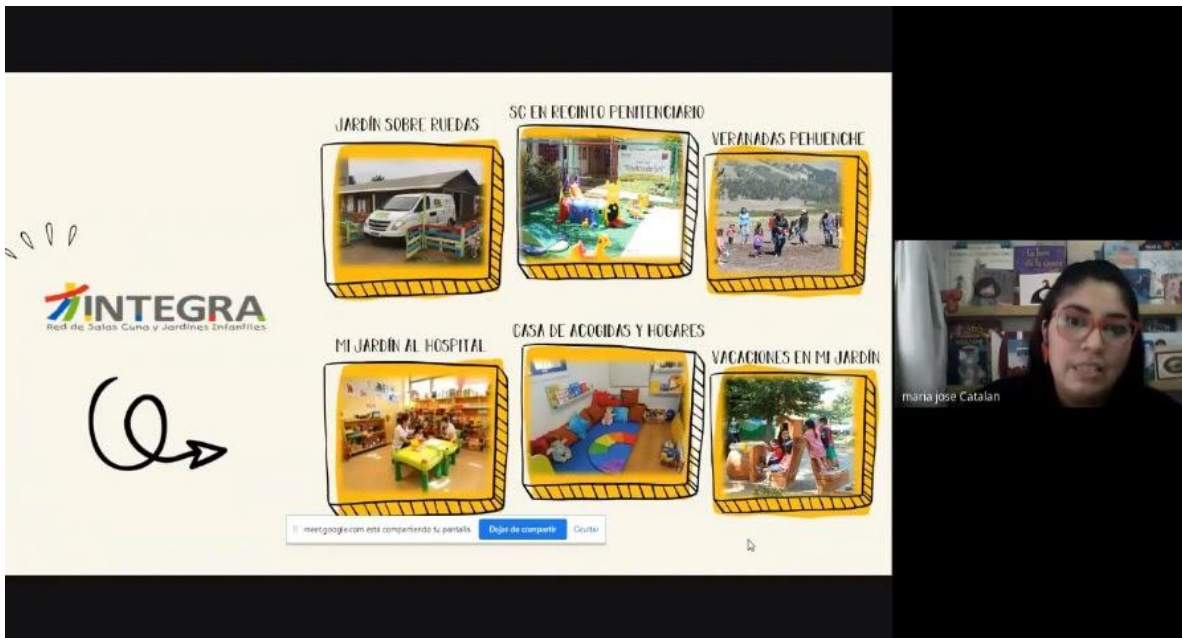 JARDÍN SOBRE RUEDAS
SC EN RECINTO PENITENCIARIO
VERANADAS PEHUENCHE
INTEGRA
Red de Salas Cuna y Jardines Infantiles
MI JARDÍN AL HOSPITAL
CASA DE ACOGIDAS Y HOGARES
VACACIONES EN MI JARDÍN
meet.google.com está compartiendo tu pantalla.
Dejar de compartir
Ocultar
maria jose Catalan